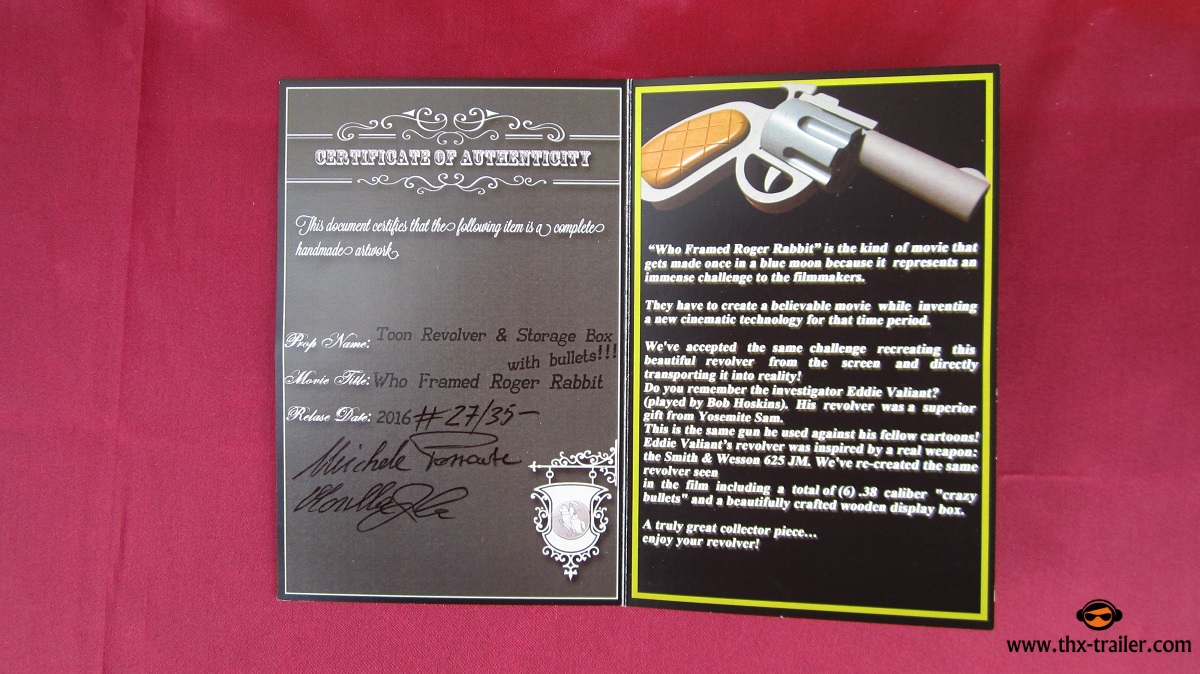 CERTIFICATE OF AUTHENTICITY
This document certifies that the following item is a complete
handmade artwork
Prop Name: Toon Revolver & Storage Box
with bullets!!!
Movie Title: Who Framed Roger Rabbit
Relase Date: 2016 #27/35-
Michele
"Who Framed Roger Rabbit" is the kind of movie that
gets made once in a blue moon because it represents an
immense challenge to the filmmakers.
They have to create a believable movie while inventing
a new cinematic technology for that time period.
We've accepted the same challenge recreating this
beautiful revolver from the screen and directly
transporting it into reality!
Do you remember the investigator Eddie Valiant?
(played by Bob Hoskins). His revolver was a superior
gift from Yosemite Sam.
This is the same gun he used against his fellow cartoons!
Eddie Valiant's revolver was inspired by a real weapon:
the Smith & Wesson 625 JM. We've re-created the same
revolver seen
in the film including a total of (6) .38 caliber "crazy
bullets" and a beautifully crafted wooden display box.
A truly great collector piece...
enjoy your revolver!
www.thx-trailer.com